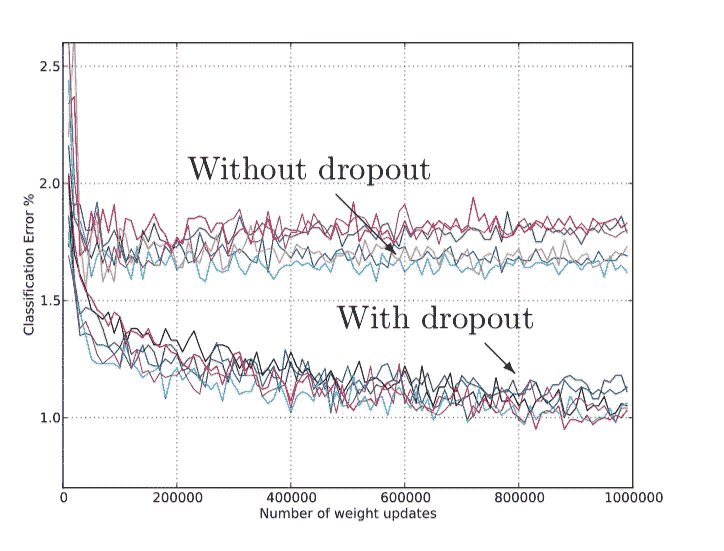 2.5
Without dropout
2.0
Classification Error %
1.5
With dropout
1.0
0 200000 400000 600000 800000 1000000
Number of weight updates